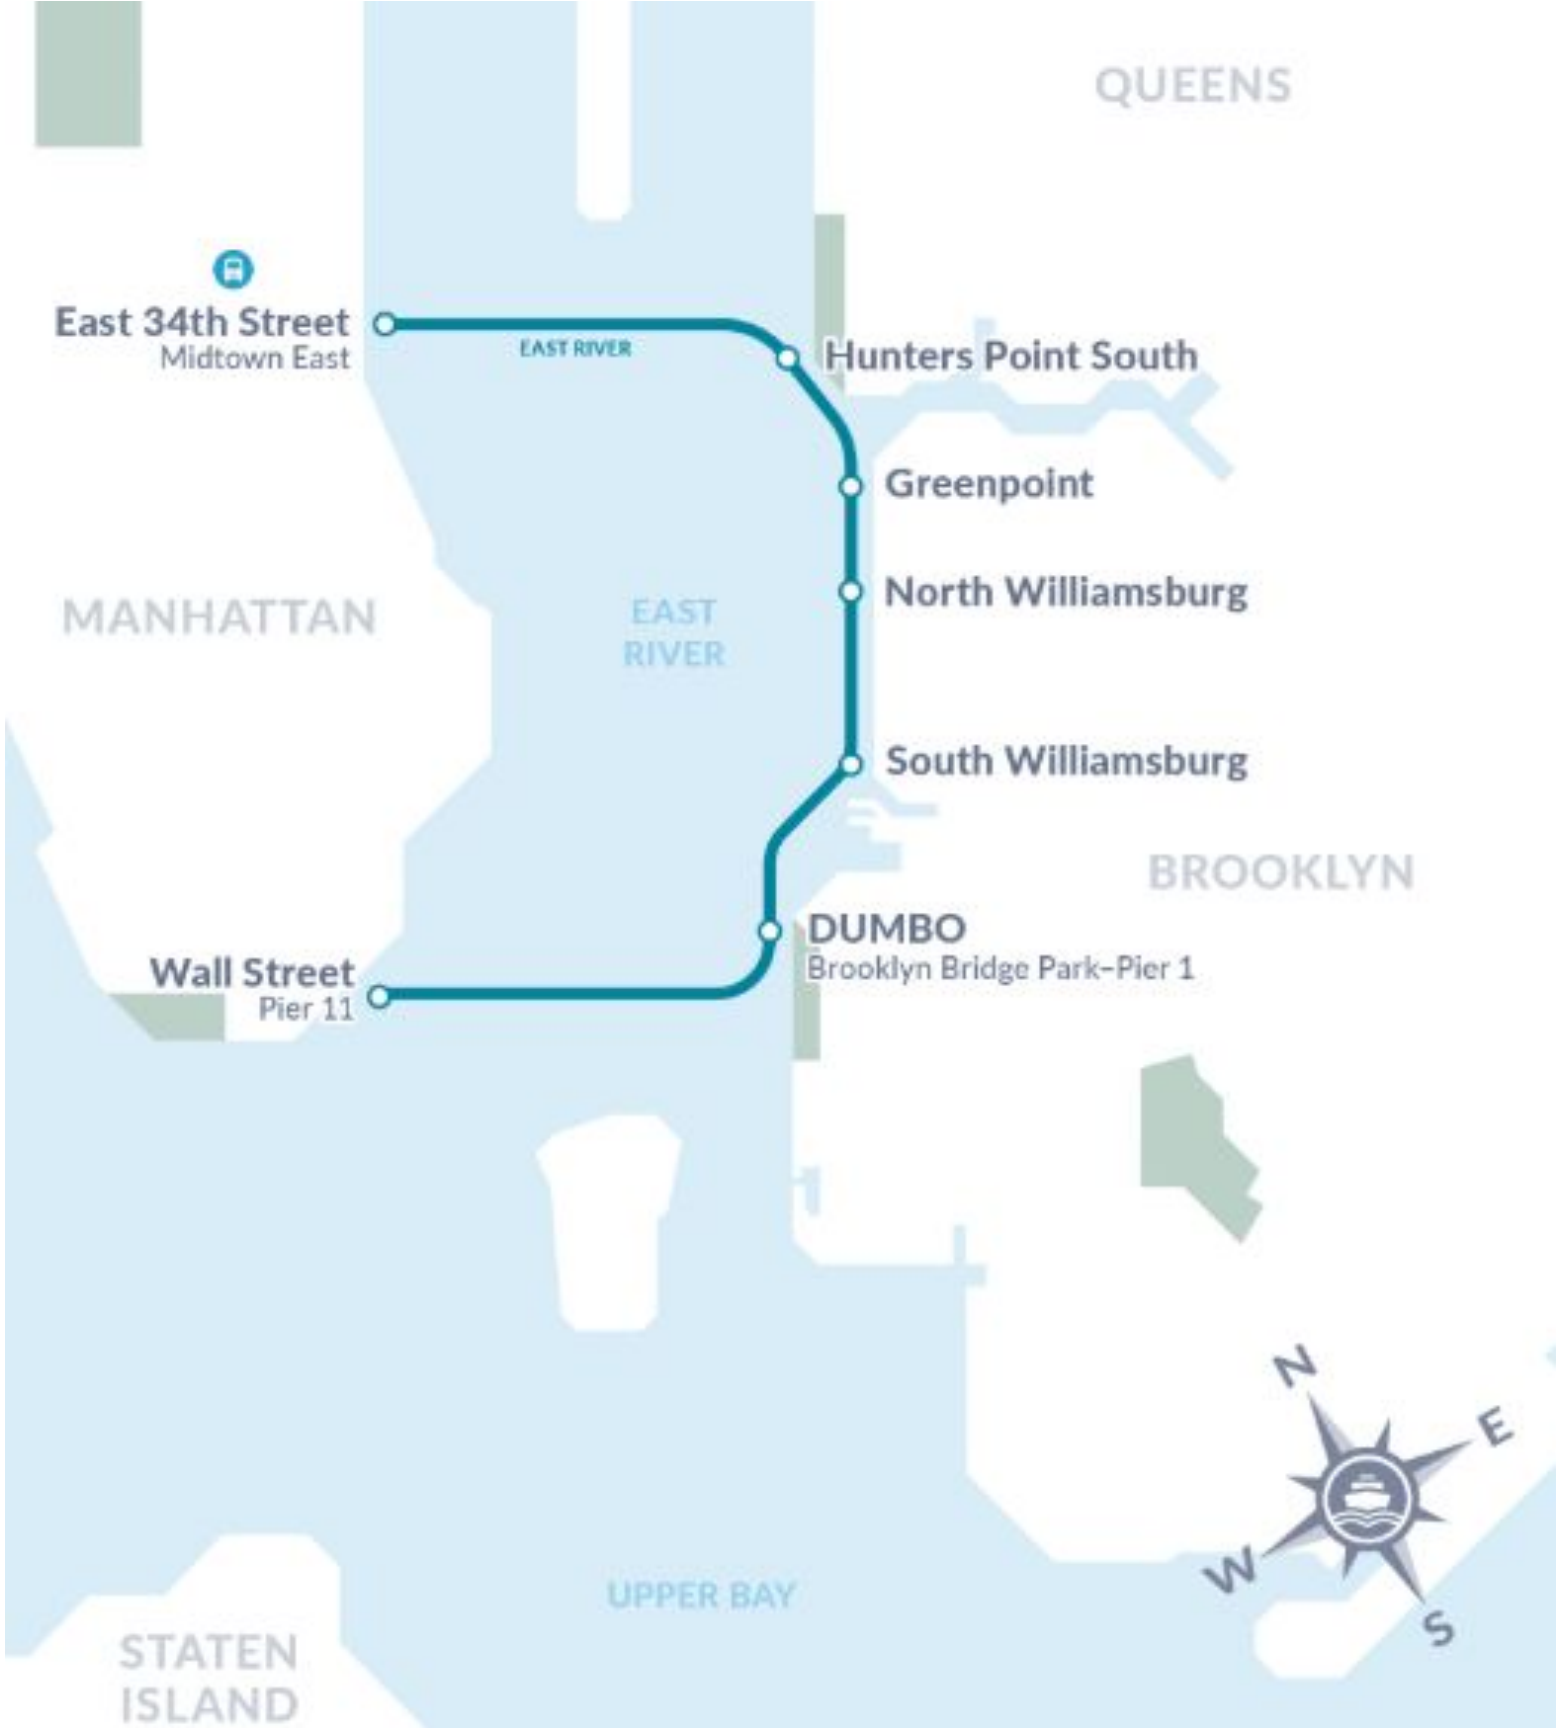 QUEENS
East 34th Street
Midtown East
EAST RIVER
Hunters Point South
Greenpoint
North Williamsburg
MANHATTAN
EAST
RIVER
South Williamsburg
BROOKLYN
DUMBO
Brooklyn Bridge Park–Pier 1
Wall Street
Pier 11
N
E
W
S
UPPER BAY
STATEN
ISLAND